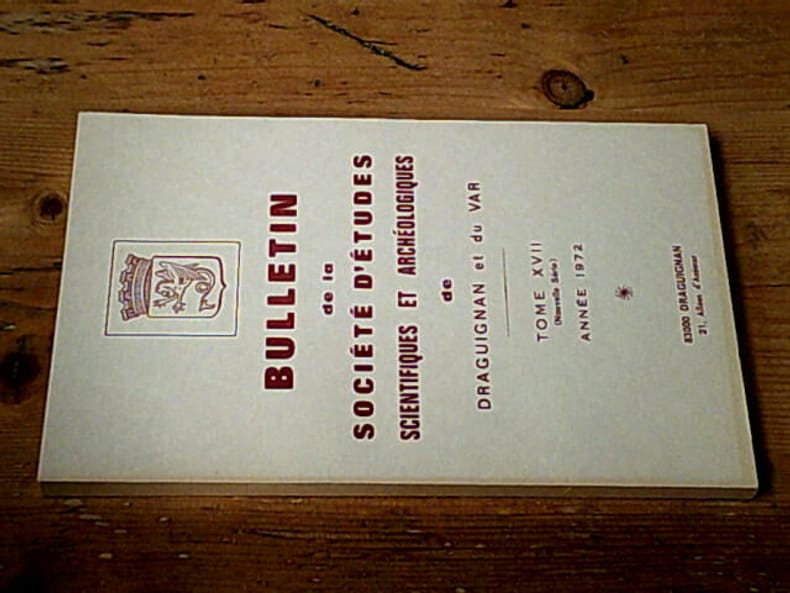 BULLETIN
de la
SOCIÉTÉ D'ÉTUDES
SCIENTIFIQUES ET ARCHÉOLOGIQUES
de
DRAGUIGNAN et du VAR
TOME XVII
(Nouvelle Série)
ANNÉE 1972
83000 DRAGUIGNAN
21, Allées d'Azémar